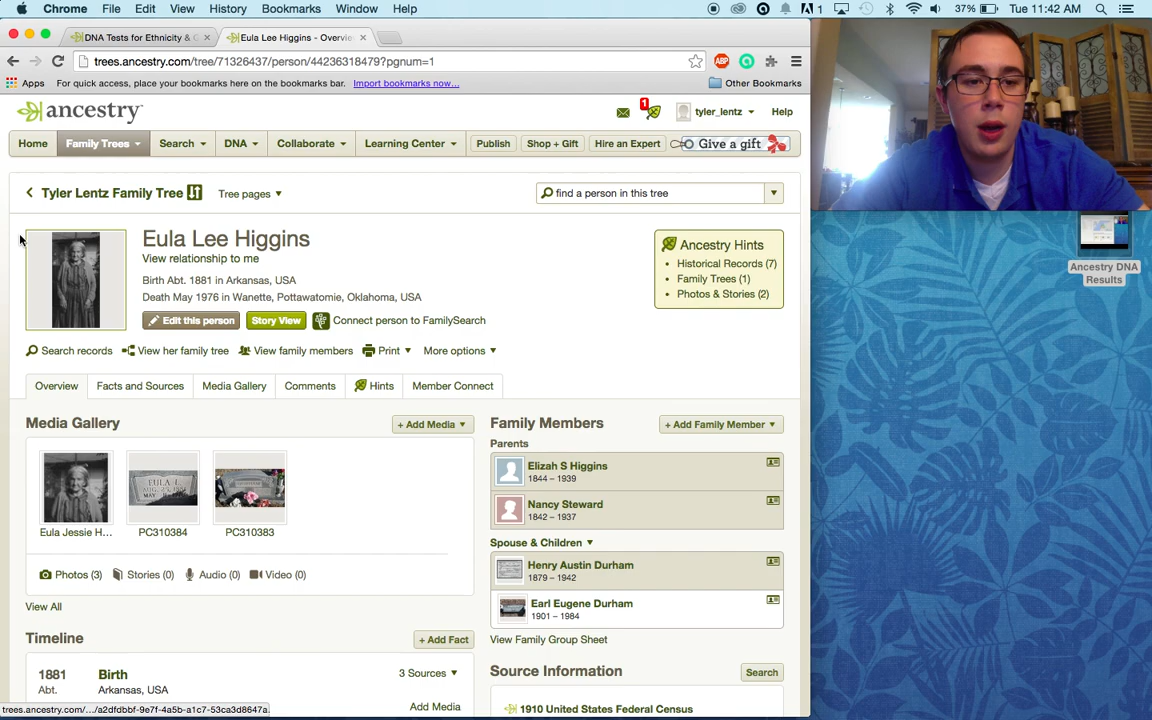 Chrome File Edit View History Bookmarks Window Help 1 37% Tue 11:42 AM
DNA Tests for Ethnicity & G Eula Lee Higgins - Overvie
trees.ancestry.com/tree/71326437/person/44236318479?pgnum=1 ABP
Apps For quick access, place your bookmarks here on the bookmarks bar. Import bookmarks now... Other Bookmarks
ancestry 1 tyler_lentz Help
Home Family Trees Search DNA Collaborate Learning Center Publish Shop + Gift Hire an Expert Give a gift
Tyler Lentz Family Tree Tree pages find a person in this tree
Eula Lee Higgins
View relationship to me
Birth Abt. 1881 in Arkansas, USA
Death May 1976 in Wanette, Pottawatomie, Oklahoma, USA
Edit this person Story View Connect person to FamilySearch
Ancestry Hints
Historical Records (7)
Family Trees (1)
Photos & Stories (2)
Ancestry DNA
Results
Search records View her family tree View family members Print More options
Overview Facts and Sources Media Gallery Comments Hints Member Connect
Media Gallery + Add Media
Eula Jessie H... PC310384 PC310383
Photos (3) Stories (0) Audio (0) Video (0)
View All
Timeline + Add Fact
1881 Birth 3 Sources
Abt. Arkansas, USA
Add Media
Family Members + Add Family Member
Parents
Elizah S Higgins
1844 – 1939
Nancy Steward
1842 – 1937
Spouse & Children
Henry Austin Durham
1879 – 1942
Earl Eugene Durham
1901 – 1984
View Family Group Sheet
Source Information Search
1910 United States Federal Census
trees.ancestry.com/.../a2dfdbbf-9e7f-4a5b-a1c7-53ca3d8647a